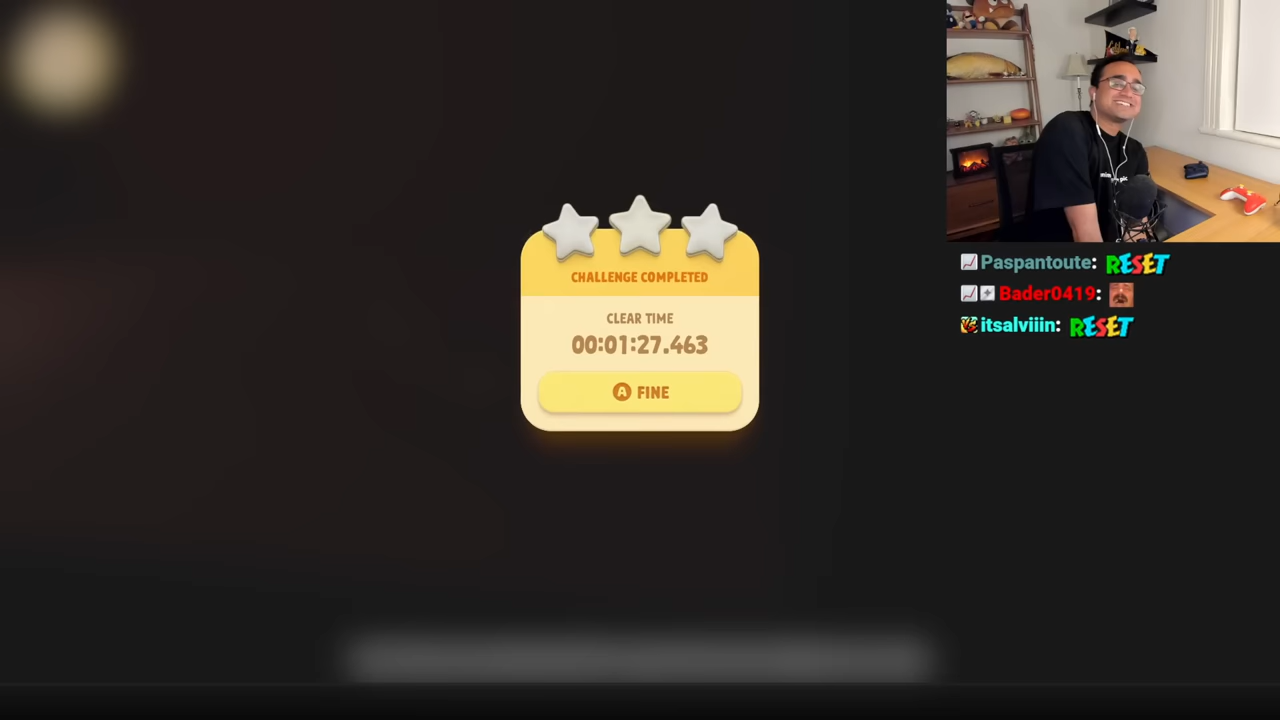 CHALLENGE COMPLETED
CLEAR TIME
00:01:27.463
A FINE
Paspantoute: RESET
Bader0419:
itsalviiin: RESET